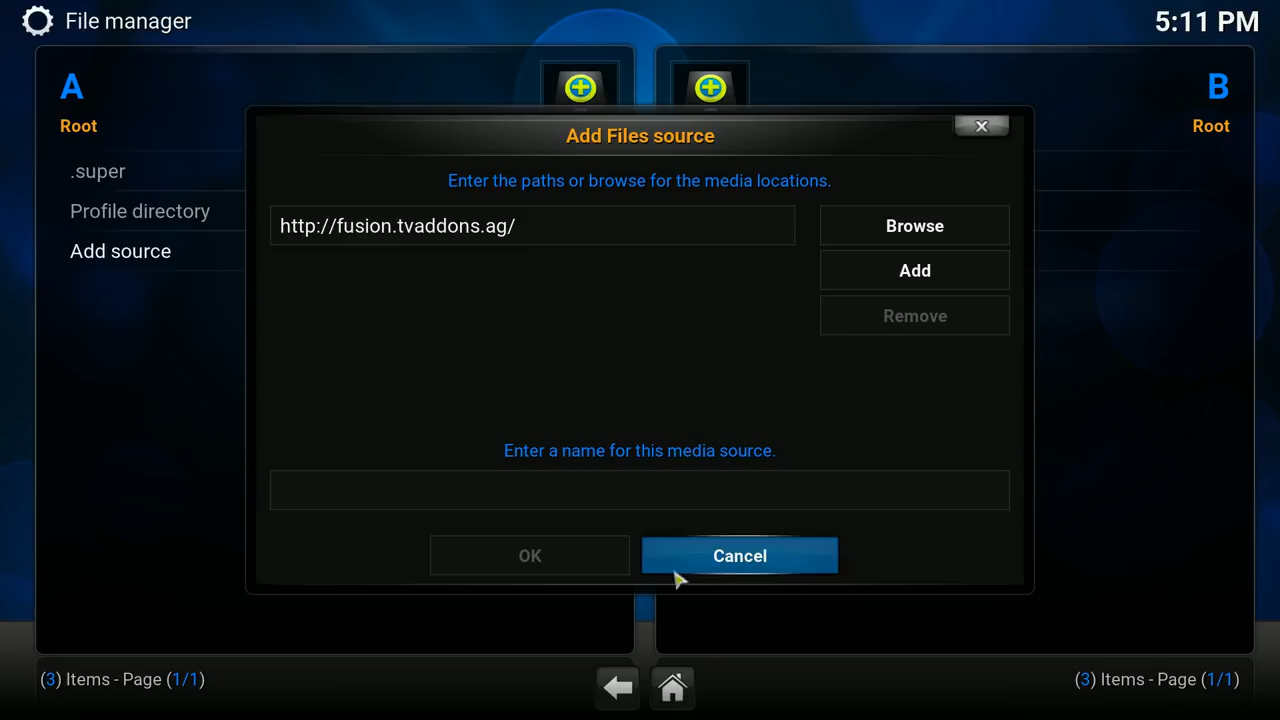 File manager
5:11 PM
A
B
Root
Root
.super
Profile directory
Add source
Add Files source
Enter the paths or browse for the media locations.
http://fusion.tvaddons.ag/
Browse
Add
Remove
Enter a name for this media source.
OK
Cancel
(3) Items - Page (1/1)
(3) Items - Page (1/1)